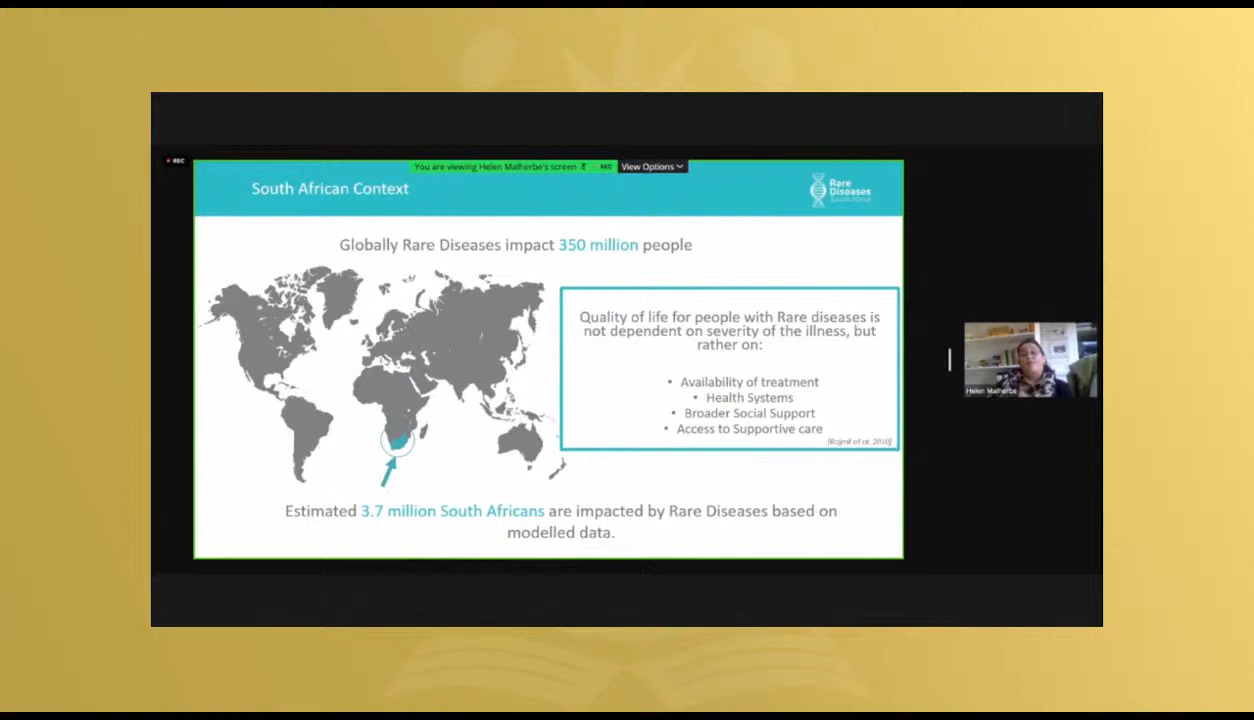 REC
You are viewing Helen Malherbe's screen
REC
View Options
South African Context
Rare
Diseases
South Africa
Globally Rare Diseases impact 350 million people
Quality of life for people with Rare diseases is
not dependent on severity of the illness, but
rather on:
• Availability of treatment
• Health Systems
• Broader Social Support
• Access to Supportive care
Estimated 3.7 million South Africans are impacted by Rare Diseases based on
modelled data.
Helen Malherbe